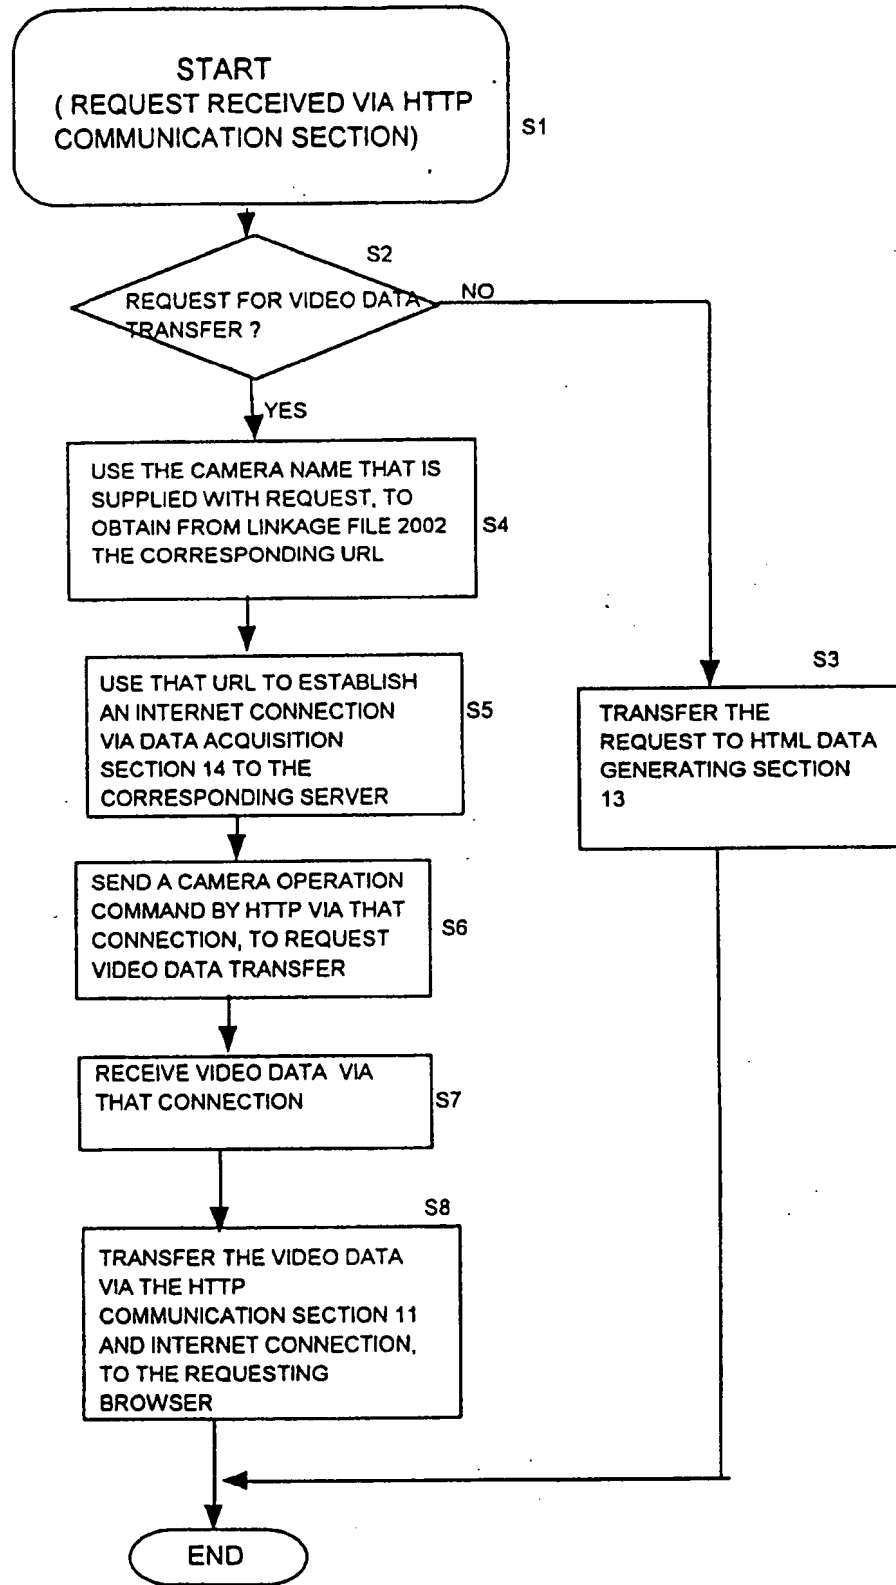 START
( REQUEST RECEIVED VIA HTTP
COMMUNICATION SECTION)
S1
S2
REQUEST FOR VIDEO DATA
TRANSFER ?
NO
YES
USE THE CAMERA NAME THAT IS
SUPPLIED WITH REQUEST, TO
OBTAIN FROM LINKAGE FILE 2002
THE CORRESPONDING URL
S4
USE THAT URL TO ESTABLISH
AN INTERNET CONNECTION
VIA DATA ACQUISITION
SECTION 14 TO THE
CORRESPONDING SERVER
S5
S3
TRANSFER THE
REQUEST TO HTML DATA
GENERATING SECTION
13
SEND A CAMERA OPERATION
COMMAND BY HTTP VIA THAT
CONNECTION, TO REQUEST
VIDEO DATA TRANSFER
S6
RECEIVE VIDEO DATA VIA
THAT CONNECTION
S7
S8
TRANSFER THE VIDEO DATA
VIA THE HTTP
COMMUNICATION SECTION 11
AND INTERNET CONNECTION,
TO THE REQUESTING
BROWSER
END